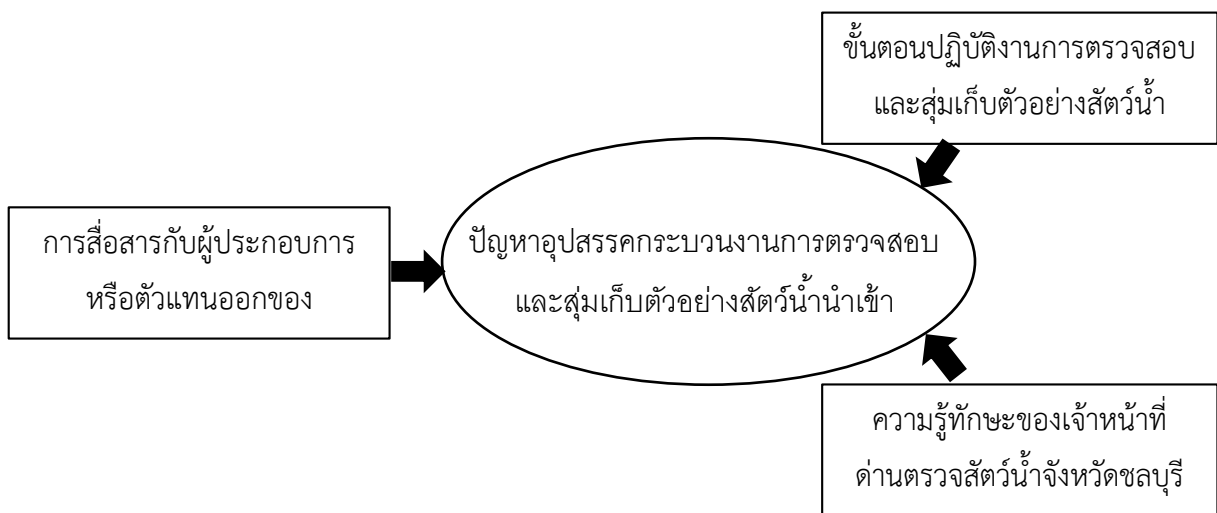 ขั้นตอนปฏิบัติงานการตรวจสอบ
และสุ่มเก็บตัวอย่างสัตว์น้ำ
การสื่อสารกับผู้ประกอบการ
หรือตัวแทนออกของ
ปัญหาอุปสรรคกระบวนงานการตรวจสอบ
และสุ่มเก็บตัวอย่างสัตว์น้ำนำเข้า
ความรู้ทักษะของเจ้าหน้าที่
ด่านตรวจสัตว์น้ำจังหวัดชลบุรี